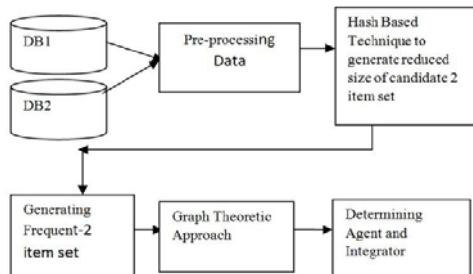 DB1
DB2
Pre-processing
Data
Hash Based
Technique to
generate reduced
size of candidate 2
item set
Generating
Frequent-2
item set
Graph Theoretic
Approach
Determining
Agent and
Integrator